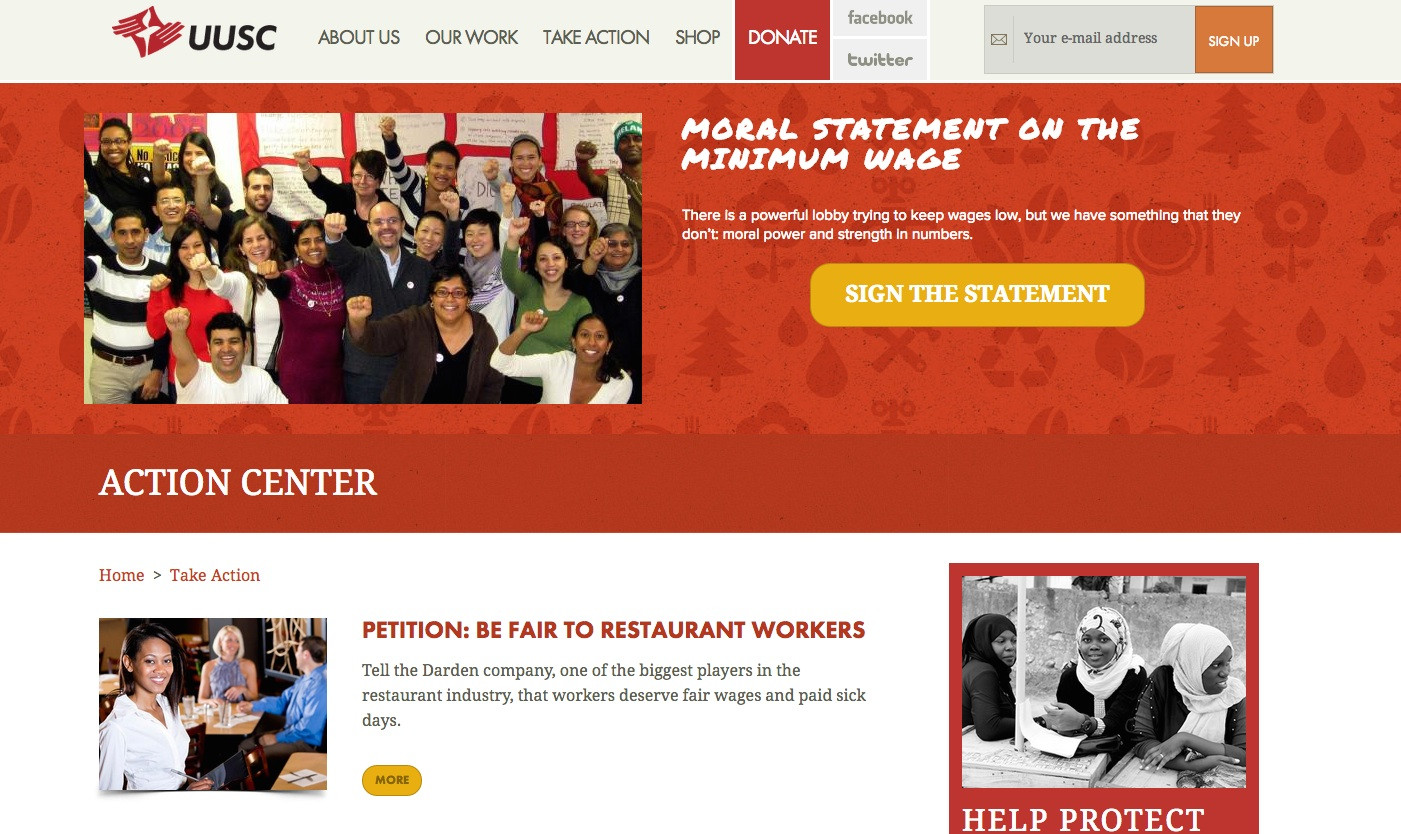 UUSC
ABOUT US
OUR WORK
TAKE ACTION
SHOP
DONATE
facebook
twitter
Your e-mail address
SIGN UP
MORAL STATEMENT ON THE
MINIMUM WAGE
There is a powerful lobby trying to keep wages low, but we have something that they
don't: moral power and strength in numbers.
SIGN THE STATEMENT
ACTION CENTER
Home > Take Action
PETITION: BE FAIR TO RESTAURANT WORKERS
Tell the Darden company, one of the biggest players in the
restaurant industry, that workers deserve fair wages and paid sick
days.
MORE
HELP PROTECT